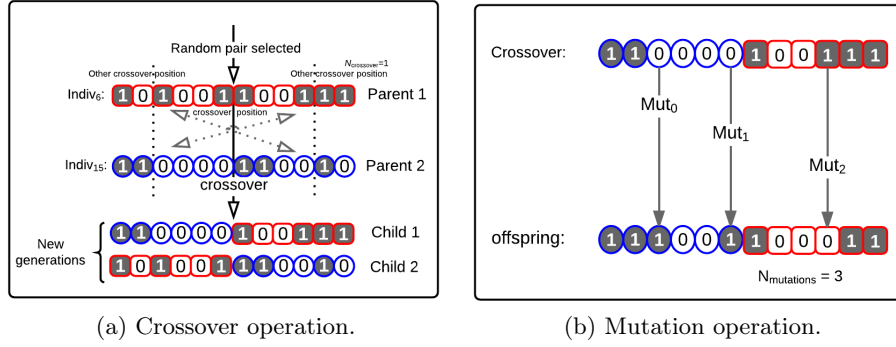 Random pair selected
N_crossover=1
Other crossover position
Other crossover position
Indiv6: 1 0 1 0 0 1 1 0 0 1 1 1 Parent 1
crossover position
Indiv15: 1 1 0 0 0 0 1 1 0 0 1 0 Parent 2
crossover
New generations
1 1 0 0 0 0 1 0 0 1 1 1 Child 1
1 0 1 0 0 1 1 1 0 0 1 0 Child 2
(a) Crossover operation.
Crossover: 1 1 0 0 0 0 1 0 0 1 1 1
Mut0
Mut1
Mut2
offspring: 1 1 1 0 0 1 1 0 0 0 1 1
Nmutations = 3
(b) Mutation operation.